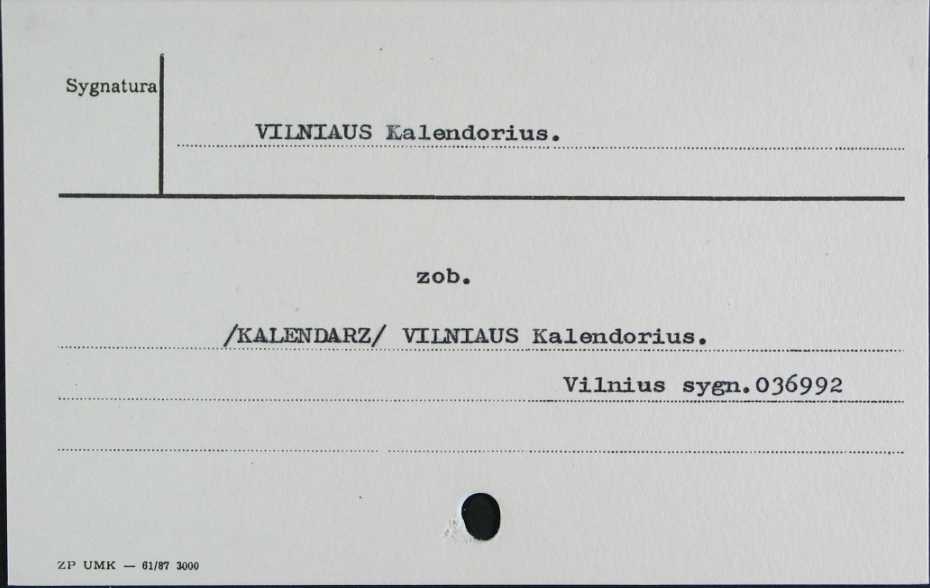 Sygnatura
VILNIAUS Kalendorius.
zob.
/KALENDARZ/ VILNIAUS Kalendorius.
Vilnius sygn.036992
ZP UMK — 61/87 3000